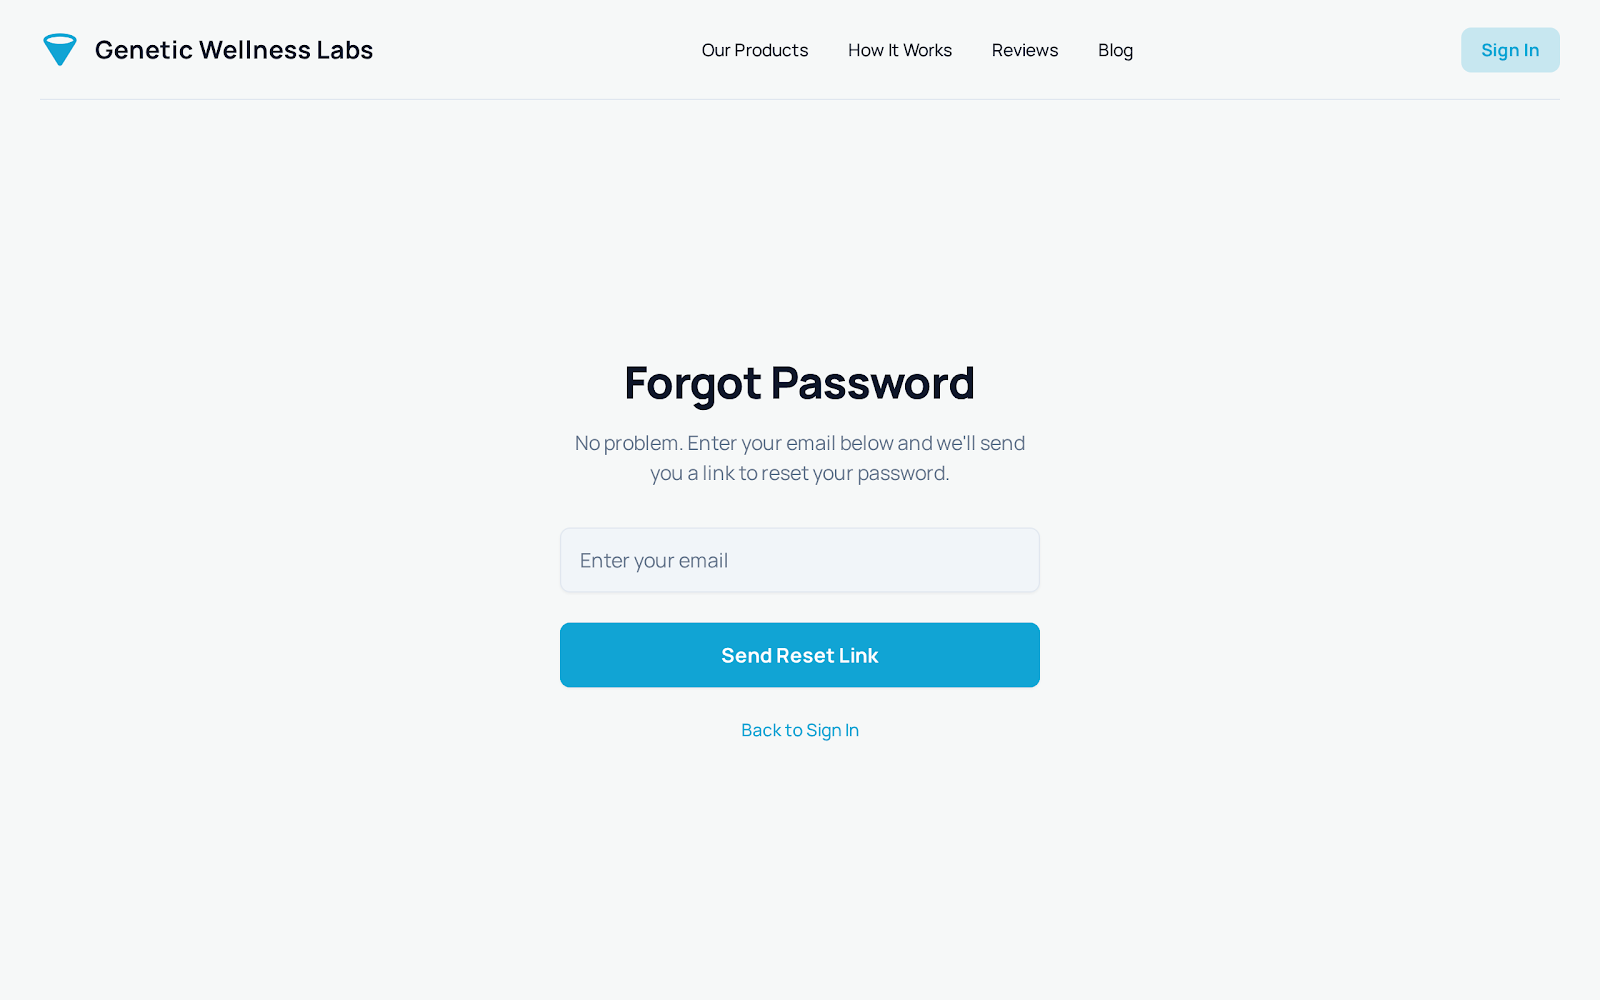 Genetic Wellness Labs
Our Products
How It Works
Reviews
Blog
Sign In
Forgot Password
No problem. Enter your email below and we'll send
you a link to reset your password.
Enter your email
Send Reset Link
Back to Sign In